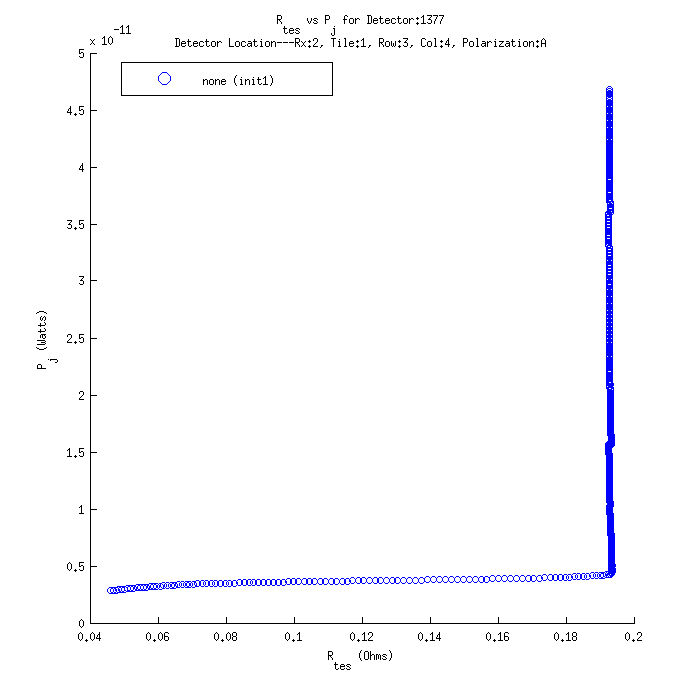 R_tes vs P_j for Detector:1377
Detector Location---Rx:2, Tile:1, Row:3, Col:4, Polarization:A
x 10^-11
none (init1)
5
4.5
4
3.5
3
2.5
2
1.5
1
0.5
0
P_j (Watts)
0.04 0.06 0.08 0.1 0.12 0.14 0.16 0.18 0.2
R_tes (Ohms)